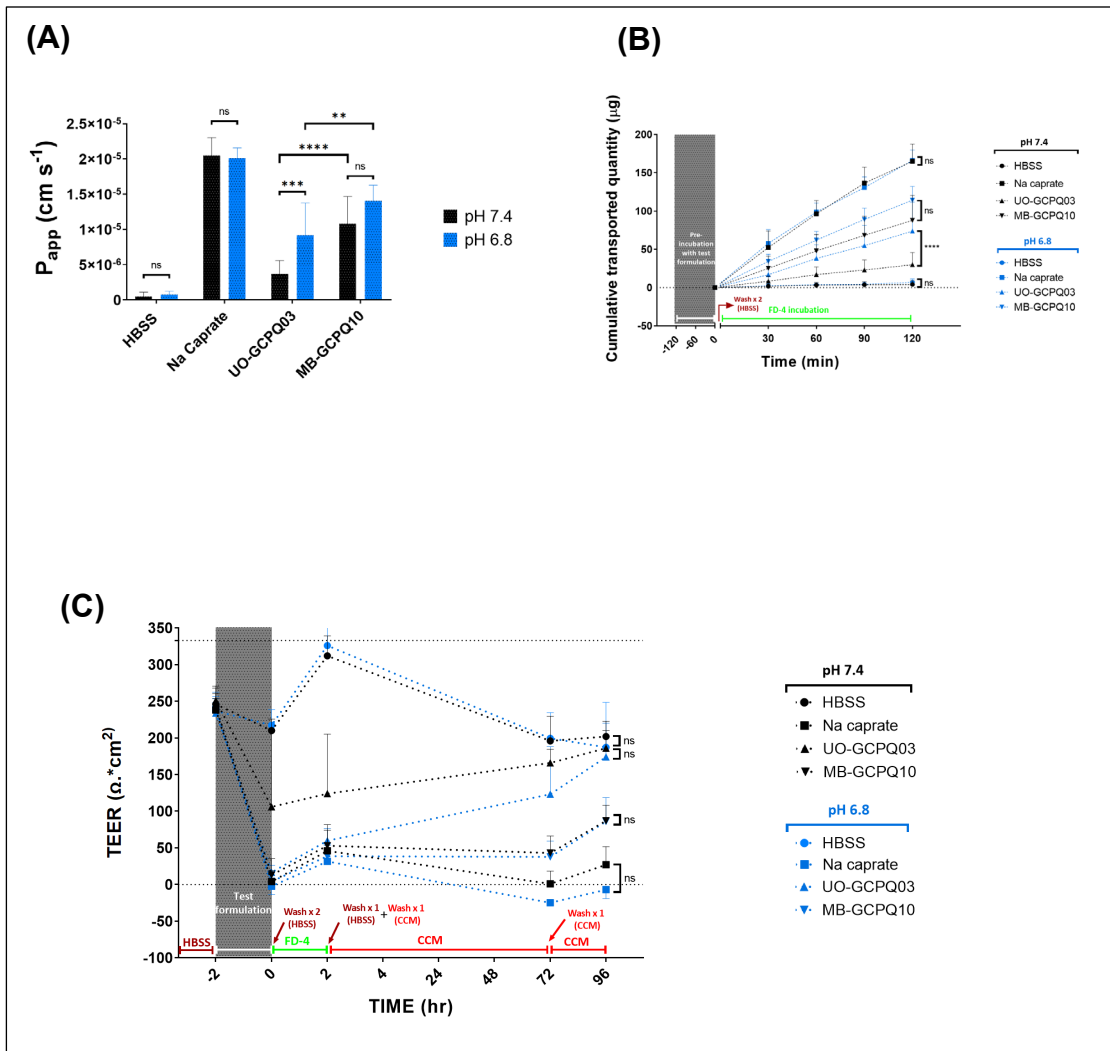 (A)
P_app (cm s⁻¹)
2.5×10⁻⁵
2×10⁻⁵
1.5×10⁻⁵
1×10⁻⁵
5×10⁻⁶
0
ns
ns
***
****
**
ns
HBSS
Na Caprate
UO-GCPQ03
MB-GCPQ10
pH 7.4
pH 6.8
(B)
Cumulative transported quantity (µg)
200
150
100
50
0
-50
Pre-
incubation
with test
formulation
Wash x 2
(HBSS)
FD-4 incubation
ns
ns
****
ns
-120
-60
0
30
60
90
120
Time (min)
pH 7.4
HBSS
Na caprate
UO-GCPQ03
MB-GCPQ10
pH 6.8
HBSS
Na caprate
UO-GCPQ03
MB-GCPQ10
(C)
TEER (Ω.*cm²)
350
300
250
200
150
100
50
0
-50
-100
Test
formulation
Wash x 2
(HBSS)
Wash x 1
(HBSS)
+
Wash x 1
(CCM)
Wash x 1
(CCM)
HBSS
FD-4
CCM
CCM
ns
ns
ns
ns
-2
0
2
4
24
48
72
96
TIME (hr)
pH 7.4
HBSS
Na caprate
UO-GCPQ03
MB-GCPQ10
pH 6.8
HBSS
Na caprate
UO-GCPQ03
MB-GCPQ10